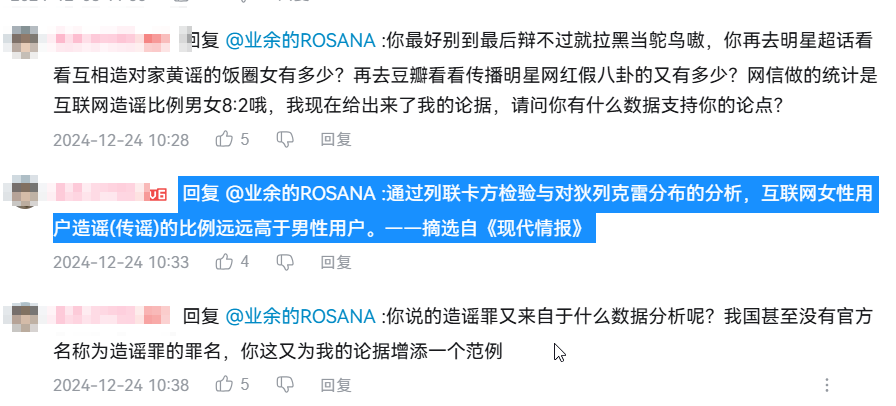 回复 @业余的ROSANA :你最好别到最后辩不过就拉黑当鸵鸟嗷，你再去明星超话看
看互相造对家黄谣的饭圈女有多少？再去豆瓣看看传播明星网红假八卦的又有多少？网信做的统计是
互联网造谣比例男女8:2哦，我现在给出来了我的论据，请问你有什么数据支持你的论点？
2024-12-24 10:28 5 回复
回复 @业余的ROSANA :通过列联卡方检验与对狄列克雷分布的分析，互联网女性用
户造谣(传谣)的比例远远高于男性用户。——摘选自《现代情报》
2024-12-24 10:33 4 回复
回复 @业余的ROSANA :你说的造谣罪又来自于什么数据分析呢？我国甚至没有官方
名称为造谣罪的罪名，你这又为我的论据增添一个范例
2024-12-24 10:38 5 回复